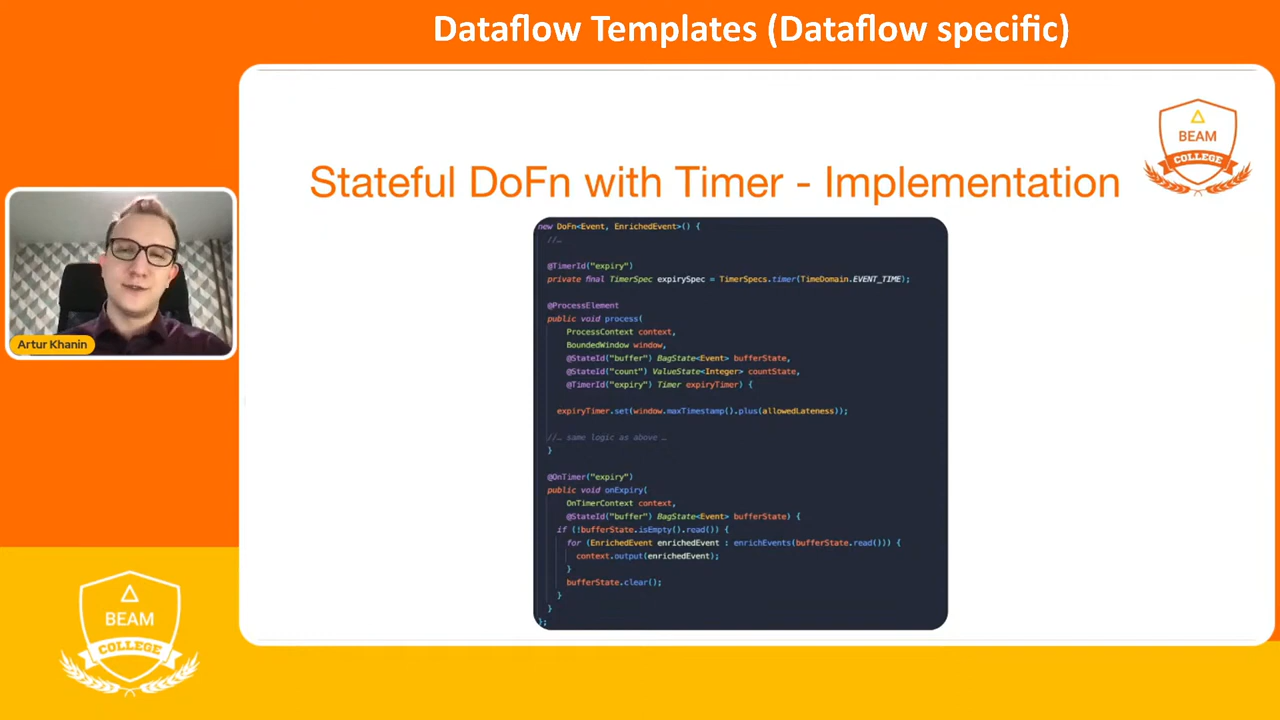 Dataflow Templates (Dataflow specific)
BEAM
COLLEGE
Stateful DoFn with Timer - Implementation
new DoFn<Event, EnrichedEvent>() {
//…
@TimerId("expiry")
private final TimerSpec expirySpec = TimerSpecs.timer(TimeDomain.EVENT_TIME);
@ProcessElement
public void process(
ProcessContext context,
BoundedWindow window,
@StateId("buffer") BagState<Event> bufferState,
@StateId("count") ValueState<Integer> countState,
@TimerId("expiry") Timer expiryTimer) {
expiryTimer.set(window.maxTimestamp().plus(allowedLateness));
//… same logic as above …
}
@OnTimer("expiry")
public void onExpiry(
OnTimerContext context,
@StateId("buffer") BagState<Event> bufferState) {
if (!bufferState.isEmpty().read()) {
for (EnrichedEvent enrichedEvent : enrichEvents(bufferState.read())) {
context.output(enrichedEvent);
}
bufferState.clear();
}
}
};
Artur Khanin
BEAM
COLLEGE